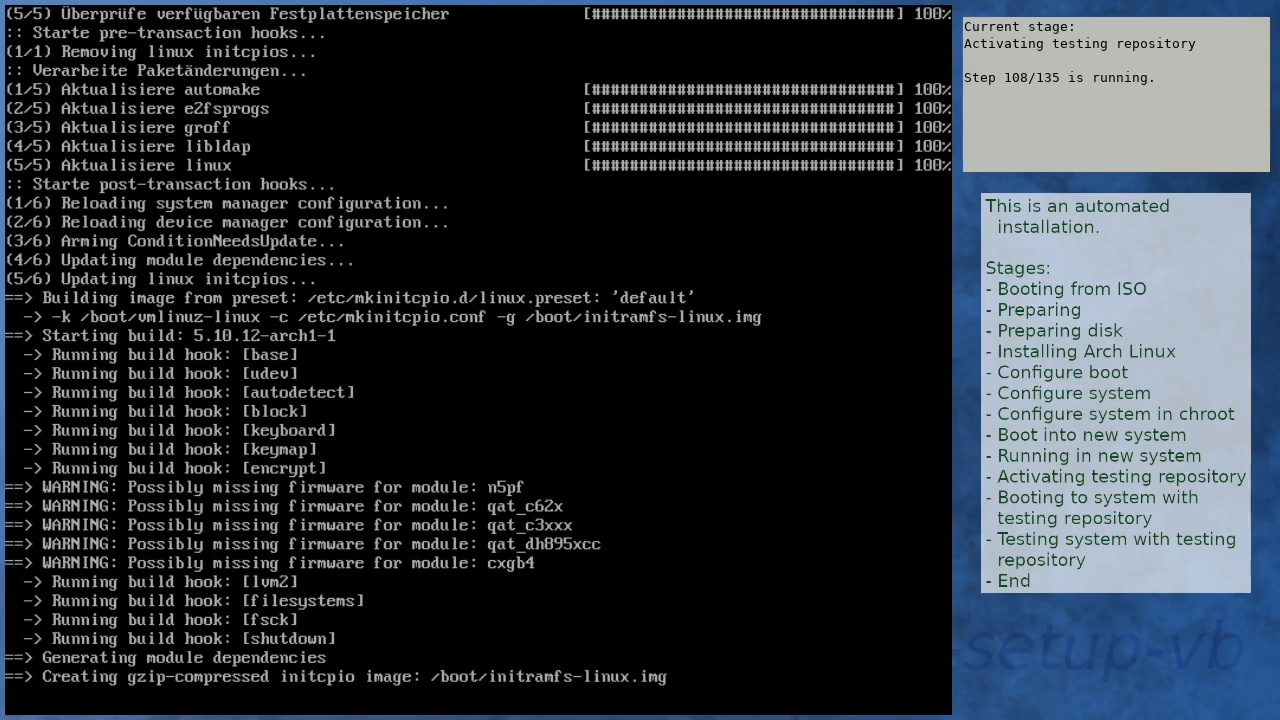 (5/5) Überprüfe verfügbaren Festplattenspeicher [################################] 100%
:: Starte pre-transaction hooks...
(1/1) Removing linux initcpios...
:: Verarbeite Paketänderungen...
(1/5) Aktualisiere automake [################################] 100%
(2/5) Aktualisiere e2fsprogs [################################] 100%
(3/5) Aktualisiere groff [################################] 100%
(4/5) Aktualisiere libldap [################################] 100%
(5/5) Aktualisiere linux [################################] 100%
:: Starte post-transaction hooks...
(1/6) Reloading system manager configuration...
(2/6) Reloading device manager configuration...
(3/6) Arming ConditionNeedsUpdate...
(4/6) Updating module dependencies...
(5/6) Updating linux initcpios...
==> Building image from preset: /etc/mkinitcpio.d/linux.preset: 'default'
-> -k /boot/vmlinuz-linux -c /etc/mkinitcpio.conf -g /boot/initramfs-linux.img
==> Starting build: 5.10.12-arch1-1
-> Running build hook: [base]
-> Running build hook: [udev]
-> Running build hook: [autodetect]
-> Running build hook: [block]
-> Running build hook: [keyboard]
-> Running build hook: [keymap]
-> Running build hook: [encrypt]
==> WARNING: Possibly missing firmware for module: n5pf
==> WARNING: Possibly missing firmware for module: qat_c62x
==> WARNING: Possibly missing firmware for module: qat_c3xxx
==> WARNING: Possibly missing firmware for module: qat_dh895xcc
==> WARNING: Possibly missing firmware for module: cxgb4
-> Running build hook: [lvm2]
-> Running build hook: [filesystems]
-> Running build hook: [fsck]
-> Running build hook: [shutdown]
==> Generating module dependencies
==> Creating gzip-compressed initcpio image: /boot/initramfs-linux.img
Current stage:
Activating testing repository
Step 108/135 is running.
This is an automated
installation.
Stages:
- Booting from ISO
- Preparing
- Preparing disk
- Installing Arch Linux
- Configure boot
- Configure system
- Configure system in chroot
- Boot into new system
- Running in new system
- Activating testing repository
- Booting to system with
testing repository
- Testing system with testing
repository
- End
setup-vb